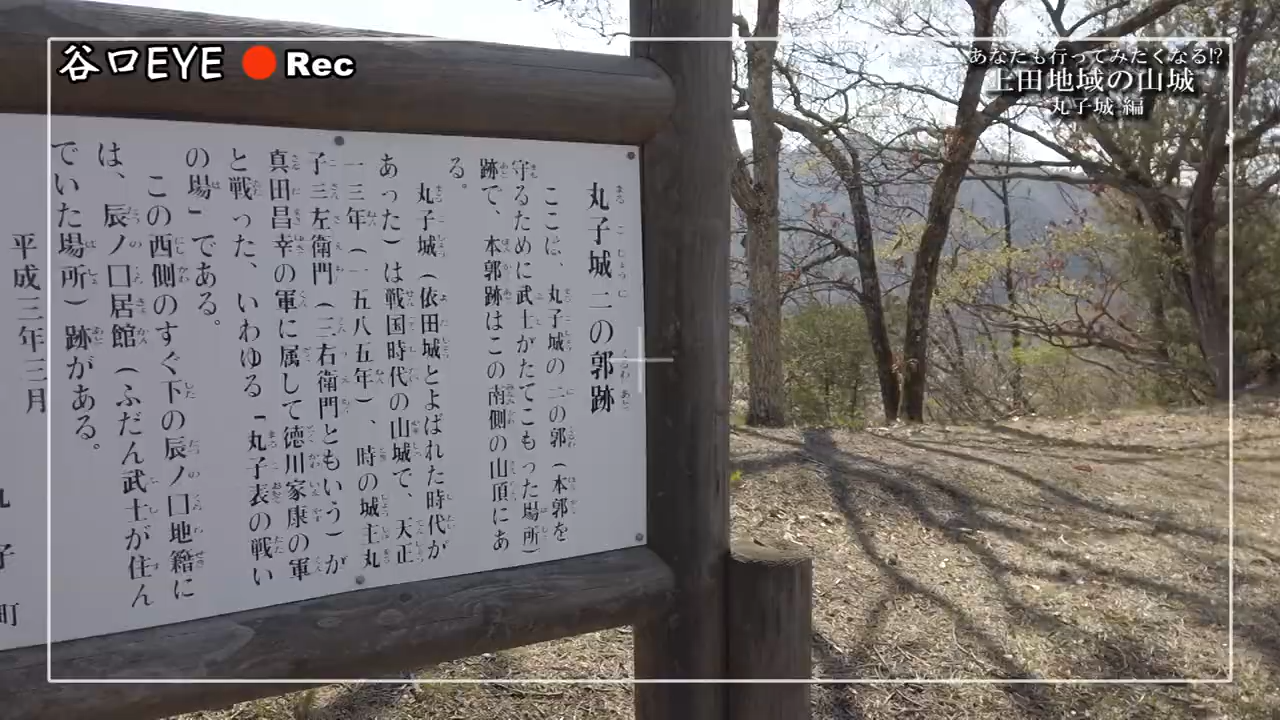 谷口EYE
Rec
あなたも行ってみたくなる!?
上田地域の山城
丸子城 編
丸子城 二の郭跡
ここは、丸子城の二の郭(本郭を
守るために武士がたてこもった場所)
跡で、本郭跡はこの南側の山頂にあ
る。
丸子城(依田城とよばれた時代が
あった)は戦国時代の山城で、天正
一三年(一五八五年)、時の城主丸
子三左衛門(三右衛門ともいう)が
真田昌幸の軍に属して徳川家康の軍
と戦った、いわゆる「丸子表の戦い
の場」である。
この西側のすぐ下の辰ノ口地籍に
は、辰ノ口居館(ふだん武士が住ん
でいた場所)跡がある。
平成三年三月
丸子町